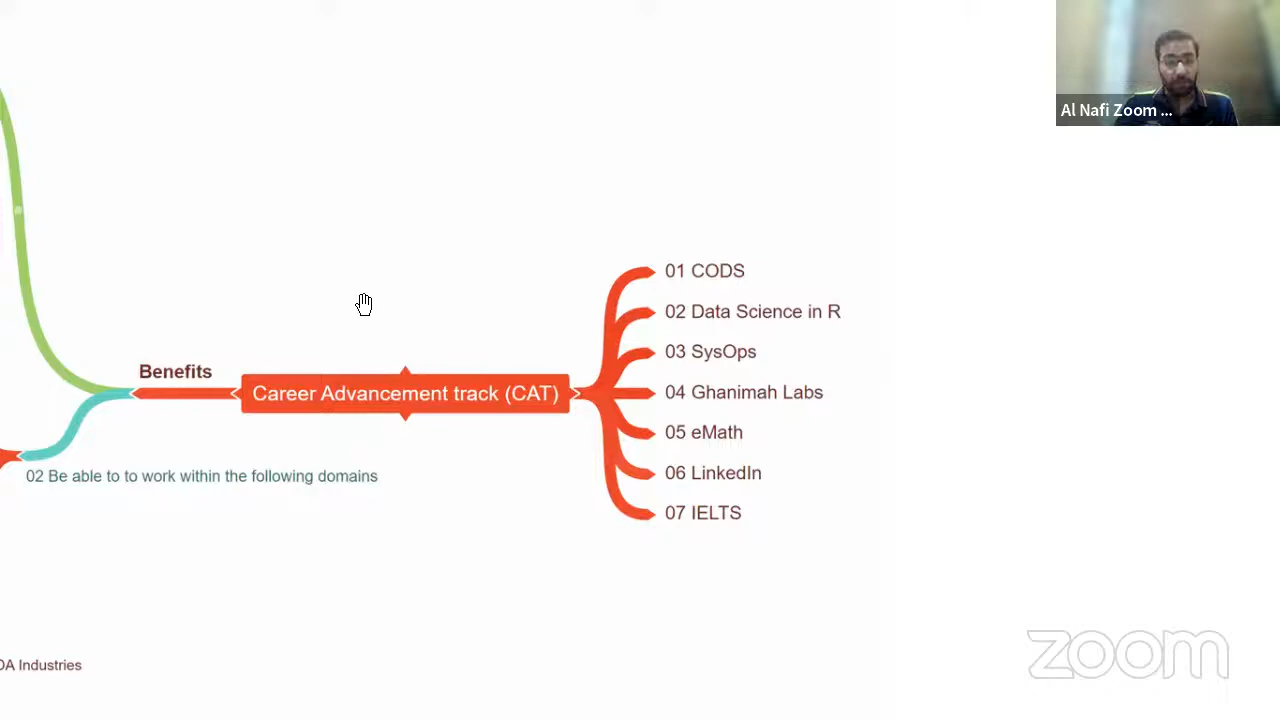 Al Nafi Zoom ...
01 CODS
02 Data Science in R
03 SysOps
Benefits
Career Advancement track (CAT)
04 Ghanimah Labs
05 eMath
06 LinkedIn
02 Be able to to work within the following domains
07 IELTS
DA Industries
zoom